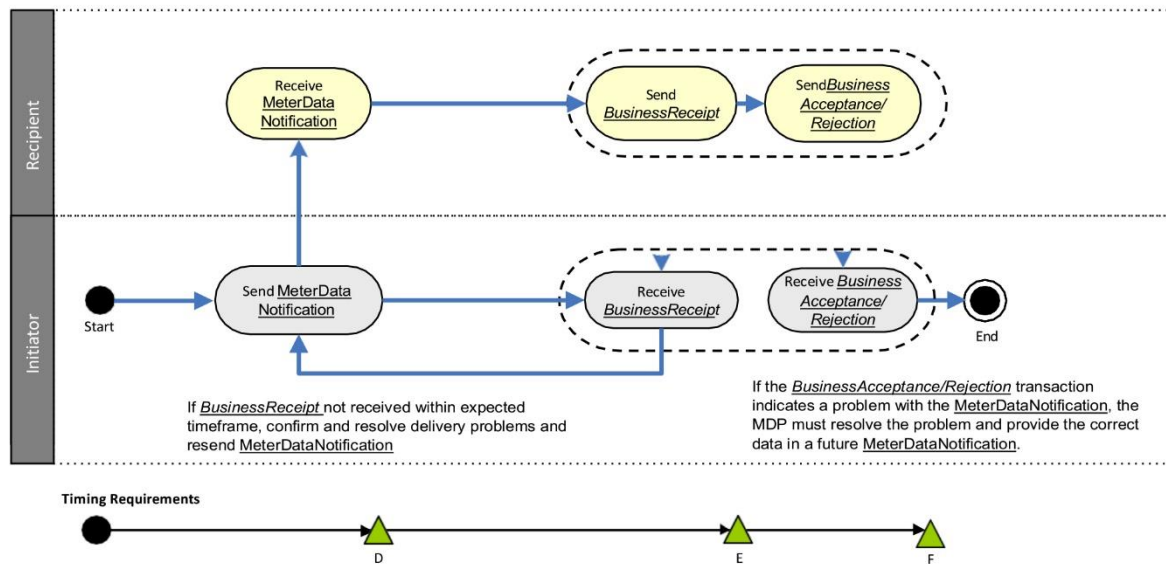 Recipient
Receive
MeterData
Notification
Send
BusinessReceipt
SendBusiness
Acceptance/
Rejection
Initiator
Start
Send MeterData
Notification
Receive
BusinessReceipt
Receive Business
Acceptance/
Rejection
End
If BusinessReceipt not received within expected
timeframe, confirm and resolve delivery problems and
resend MeterDataNotification
If the BusinessAcceptance/Rejection transaction
indicates a problem with the MeterDataNotification, the
MDP must resolve the problem and provide the correct
data in a future MeterDataNotification.
Timing Requirements
D
E
F